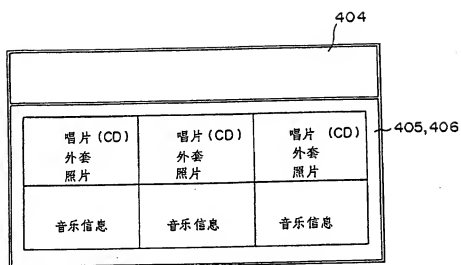 404
405,406
唱片 (CD) 唱片 (CD) 唱片 (CD)
外套 外套 外套
照片 照片 照片
音乐信息 音乐信息 音乐信息